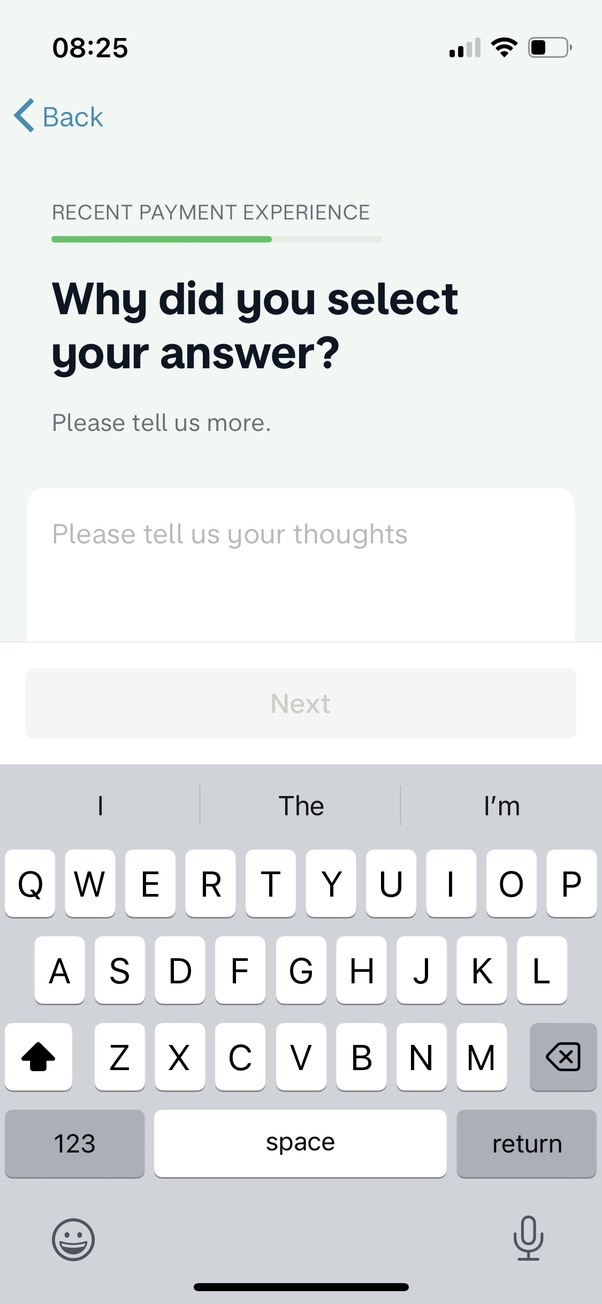 08:25
Back
RECENT PAYMENT EXPERIENCE
Why did you select
your answer?
Please tell us more.
Please tell us your thoughts
Next
I The I’m
Q W E R T Y U I O P
A S D F G H J K L
Z X C V B N M
123 space return